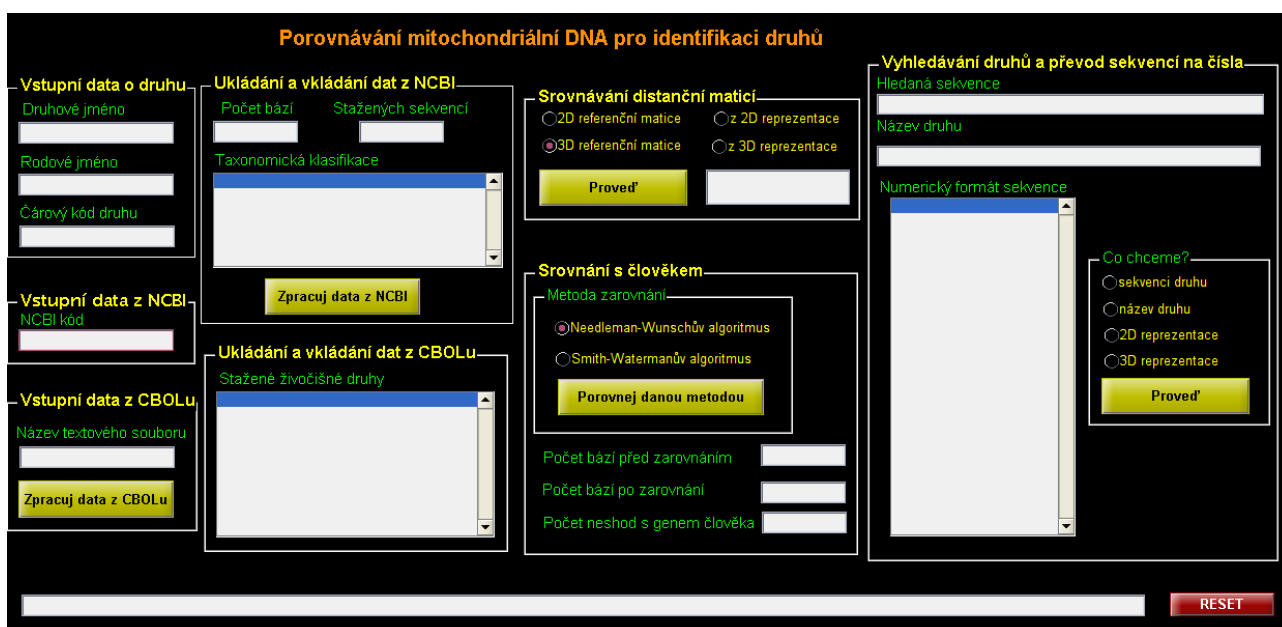 Porovnávání mitochondriální DNA pro identifikaci druhů
Vstupní data o druhu
Druhové jméno
Rodové jméno
Čárový kód druhu
Vstupní data z NCBI
NCBI kód
Vstupní data z CBOLu
Název textového souboru
Zpracuj data z CBOLu
Ukládání a vkládání dat z NCBI
Počet bází Stažených sekvencí
Taxonomická klasifikace
Zpracuj data z NCBI
Ukládání a vkládání dat z CBOLu
Stažené živočišné druhy
Srovnávání distanční maticí
2D referenční matice z 2D reprezentace
3D referenční matice z 3D reprezentace
Proveď
Srovnání s člověkem
Metoda zarovnání
Needleman-Wunschův algoritmus
Smith-Watermanův algoritmus
Porovnej danou metodou
Počet bází před zarovnáním
Počet bází po zarovnání
Počet neshod s genem člověka
Vyhledávání druhů a převod sekvencí na čísla
Hledaná sekvence
Název druhu
Numerický formát sekvence
Co chceme?
sekvenci druhu
název druhu
2D reprezentace
3D reprezentace
Proveď
RESET